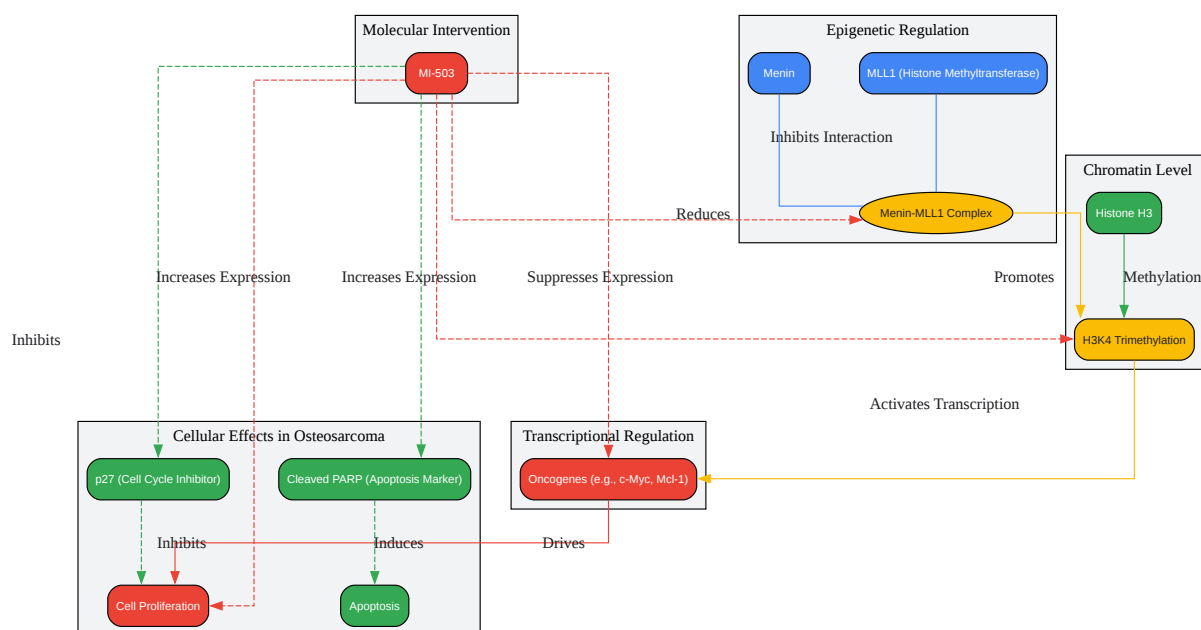 Molecular Intervention
Epigenetic Regulation
MI-503
Menin
MLL1 (Histone Methyltransferase)
Inhibits Interaction
Chromatin Level
Reduces
Menin-MLL1 Complex
Histone H3
Increases Expression
Increases Expression
Suppresses Expression
Promotes
Methylation
Inhibits
H3K4 Trimethylation
Activates Transcription
Cellular Effects in Osteosarcoma
Transcriptional Regulation
p27 (Cell Cycle Inhibitor)
Cleaved PARP (Apoptosis Marker)
Oncogenes (e.g., c-Myc, Mcl-1)
Inhibits
Induces
Drives
Cell Proliferation
Apoptosis